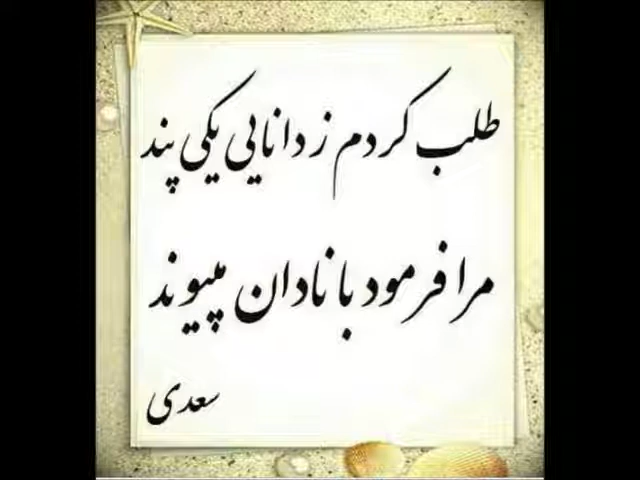 طلب کردم ز دانایی یکی پند
مرا فرمود با نادان مپیوند
سعدی